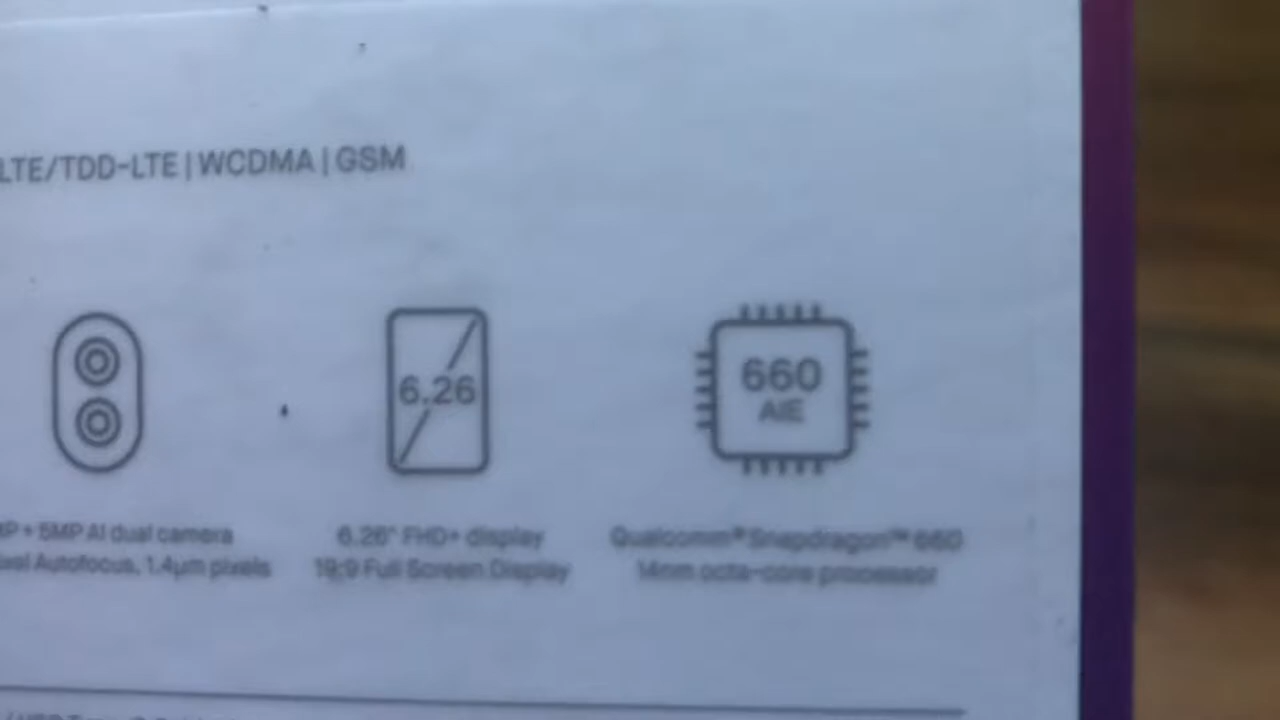 LTE/TDD-LTE | WCDMA | GSM
6.26
660
AIE
+ 5MP AI dual camera
Autofocus, 1.4μm pixels
6.26" FHD+ display
19:9 Full Screen Display
Qualcomm® Snapdragon™ 660
14nm octa-core processor